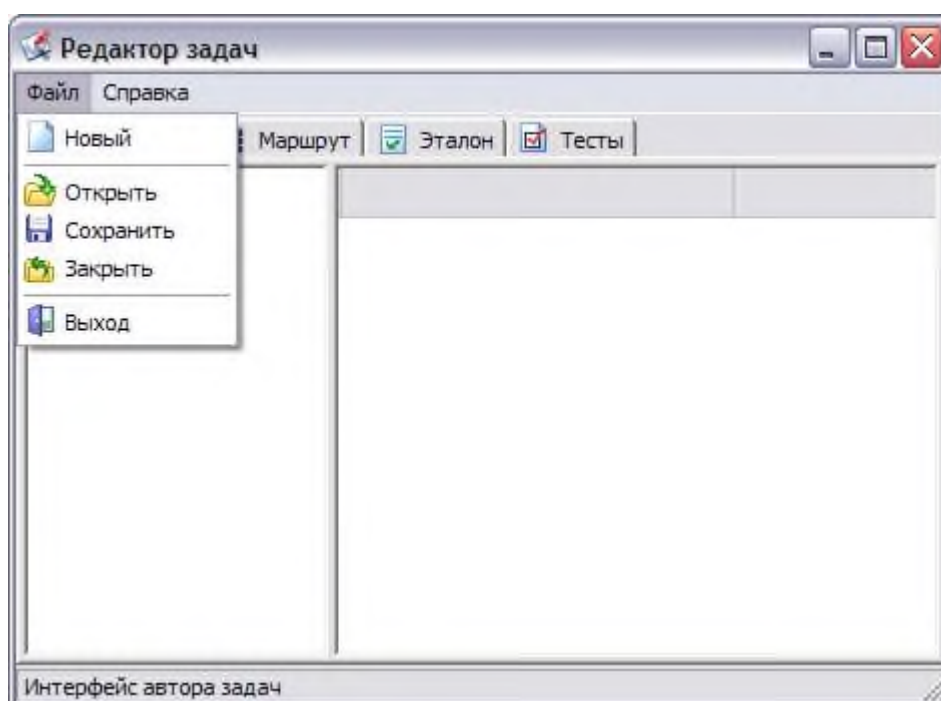 Редактор задач
Файл Справка
Новый
Маршрут Эталон Тесты
Открыть
Сохранить
Закрыть
Выход
Интерфейс автора задач